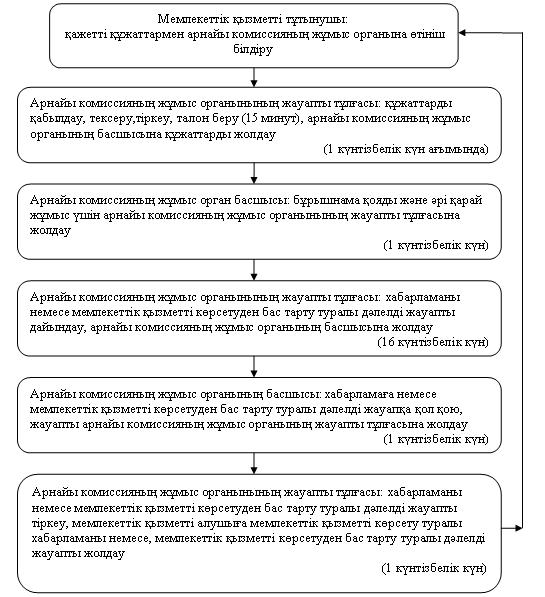 Мемлекеттік қызметті тұтынушы:
қажетті құжаттармен арнайы комиссияның жұмыс органына өтініш
білдіру
Арнайы комиссияның жұмыс органынының жауапты тұлғасы: құжаттарды
қабылдау, тексеру,тіркеу, талон беру (15 минут), арнайы комиссияның жұмыс
органының басшысына құжаттарды жолдау
(1 күнтізбелік күн ағымында)
Арнайы комиссияның жұмыс орган басшысы: бұрышнама қояды және әрі қарай
жұмыс үшін арнайы комиссияның жұмыс органынының жауапты тұлғасына
жолдау
(1 күнтізбелік күн)
Арнайы комиссияның жұмыс органынының жауапты тұлғасы: хабарламаны
немесе мемлекеттік қызметті көрсетуден бас тарту туралы дәлелді жауапты
дайындау, арнайы комиссияның жұмыс органының басшысына жолдау
(16 күнтізбелік күн)
Арнайы комиссияның жұмыс органының басшысы: хабарламаға немесе
мемлекеттік қызметті көрсетуден бас тарту туралы дәлелді жауапқа қол қою,
жауапты арнайы комиссияның жұмыс органының жауапты тұлғасына жолдау
(1 күнтізбелік күн)
Арнайы комиссияның жұмыс органынының жауапты тұлғасы: хабарламаны
немесе мемлекеттік қызметті көрсетуден бас тарту туралы дәлелді жауапты
тіркеу, мемлекеттік қызметті алушыға мемлекеттік қызметті көрсету туралы
хабарламаны немесе, мемлекеттік қызметті көрсетуден бас тарту туралы дәлелді
жауапты жолдау
(1 күнтізбелік күн)